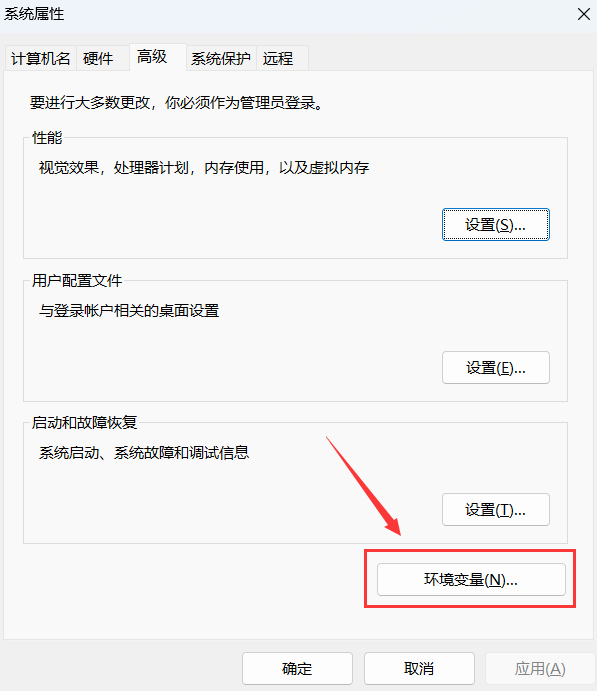 系统属性
计算机名 硬件 高级 系统保护 远程
要进行大多数更改，你必须作为管理员登录。
性能
视觉效果，处理器计划，内存使用，以及虚拟内存
设置(S)...
用户配置文件
与登录帐户相关的桌面设置
设置(E)...
启动和故障恢复
系统启动、系统故障和调试信息
设置(T)...
环境变量(N)...
确定 取消 应用(A)